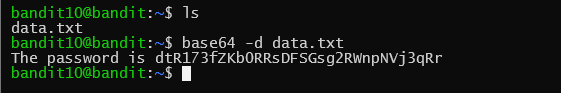 bandit10@bandit:~$ ls
data.txt
bandit10@bandit:~$ base64 -d data.txt
The password is dtR173fZKb0RRsDFSGsg2RWnpNVj3qRr
bandit10@bandit:~$